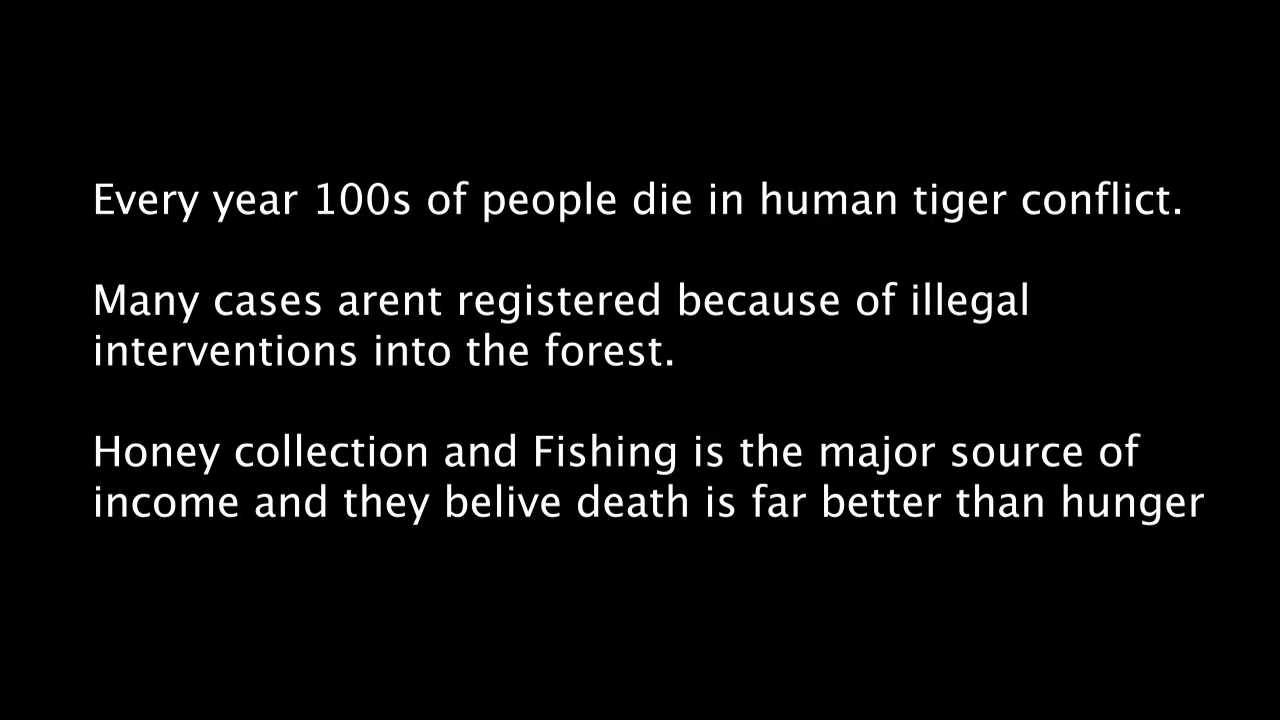 Every year 100s of people die in human tiger conflict.
Many cases arent registered because of illegal
interventions into the forest.
Honey collection and Fishing is the major source of
income and they belive death is far better than hunger